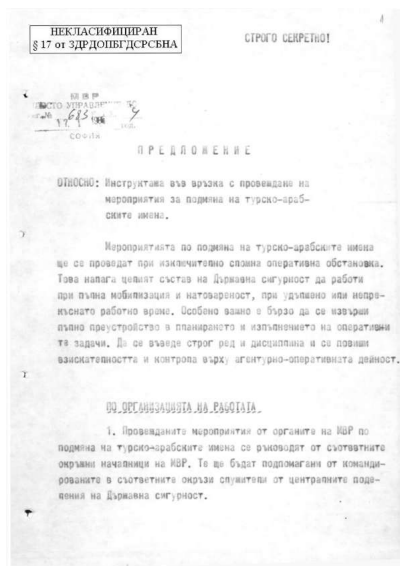 НЕКЛАСИФИЦИРАН
§ 17 от ЗДРДОПБГДСРСБНА
СТРОГО СЕКРЕТНО!
УПРАВЛЕНИЕ
685
СОФИЯ
ПРЕДЛОЖЕНИЕ
ОТНОСНО: Инструктажа във връзка с провеждане на
мероприятия за подмяна на турско-араб-
ските имена.
Мероприятията по подмяна на турско-арабските имена
ще се проведат при изключително сложна оперативна обстановка.
Това налага целият състав на Държавна сигурност да работи
при пълна мобилизация и натовареност, при удължено или непре-
къснато работно време. Особено важно е бързо да се извърши
пълно преустройство в планирането и изпълнението на оперативни
те задачи. Да се въведе строг ред и дисциплина и се повиши
взискателността и контрола върху агентурно-оперативната дейност.
ПО ОРГАНИЗАЦИЯТА НА РАБОТАТА
1. Провежданите мероприятия от органите на МВР по
подмяна на турско-арабските имена се ръководят от съответните
окръжни началници на МВР. Те ще бъдат подпомагани от команди-
рованите в съответните окръзи служители от централните поде-
ления на Държавна сигурност.